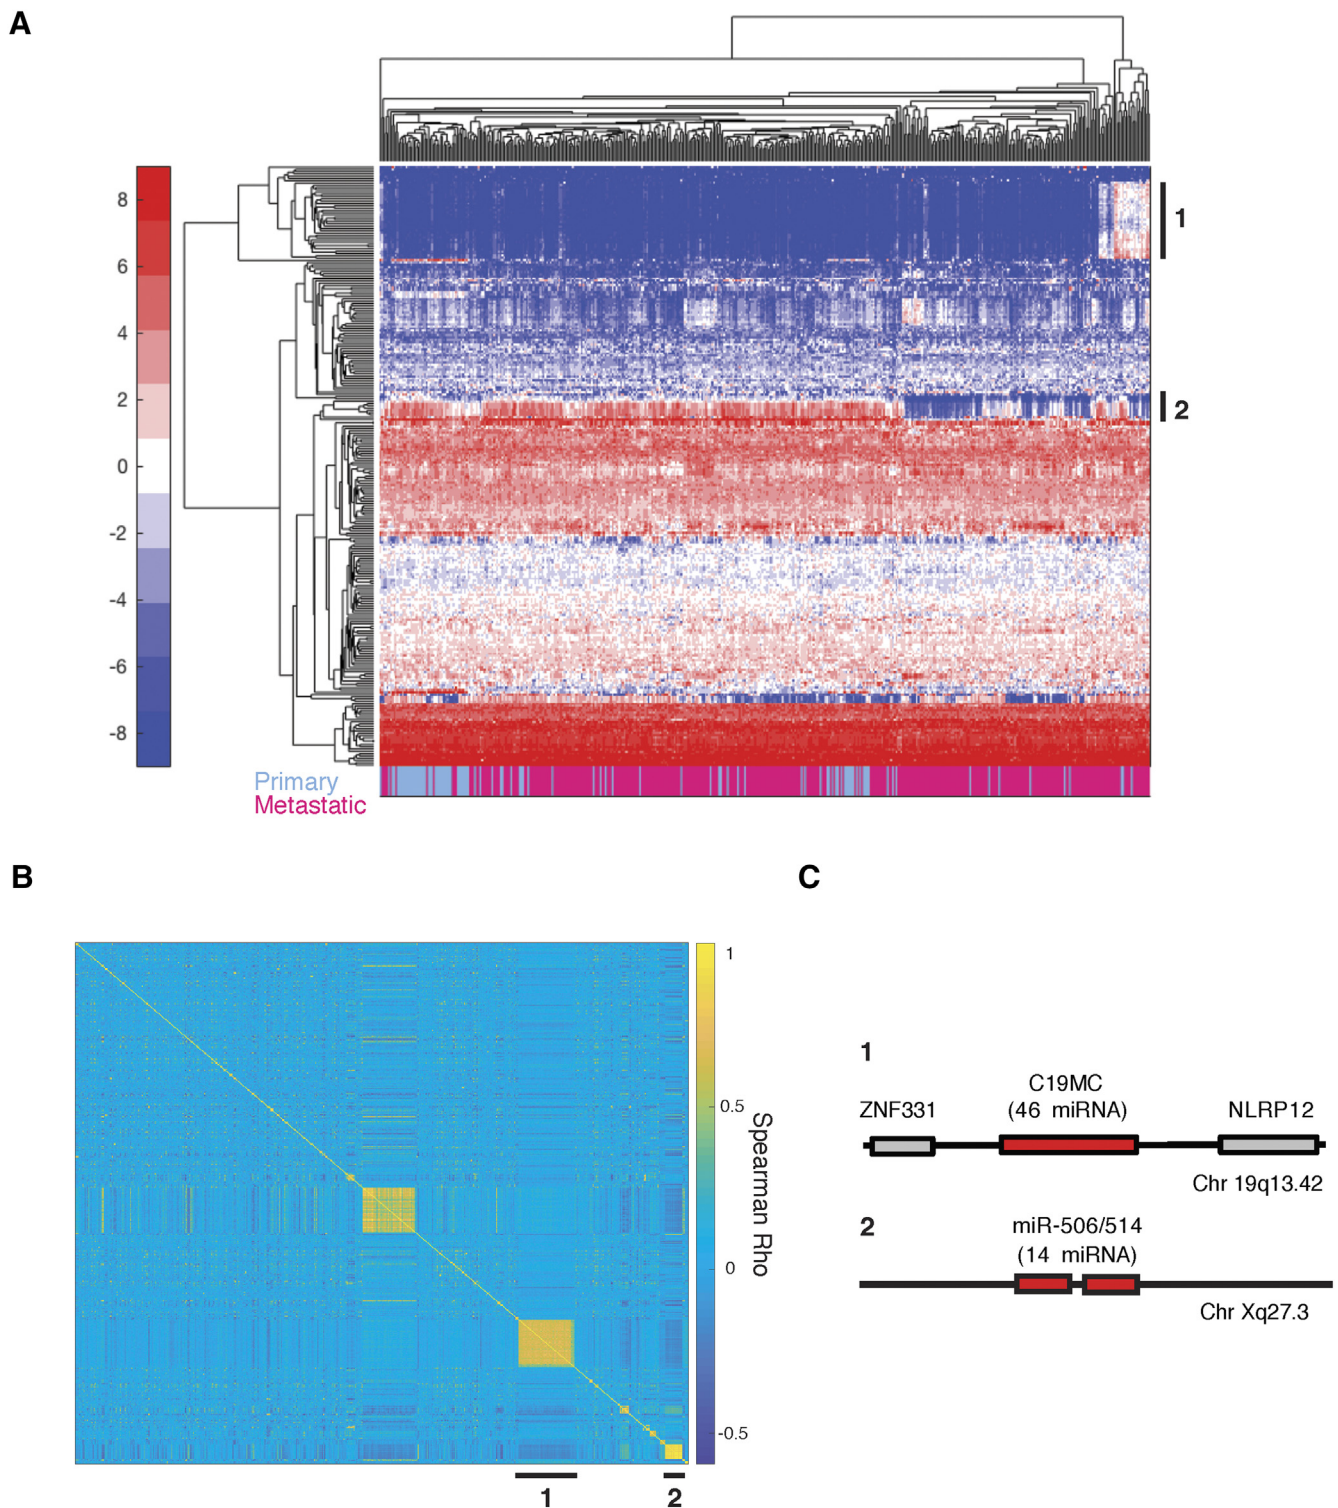 A
8
6
4
2
0
-2
-4
-6
-8
1
2
Primary
Metastatic
B
1
0.5
0
-0.5
Spearman Rho
1
2
C
1
C19MC
ZNF331 (46 miRNA) NLRP12
Chr 19q13.42
2
miR-506/514
(14 miRNA)
Chr Xq27.3